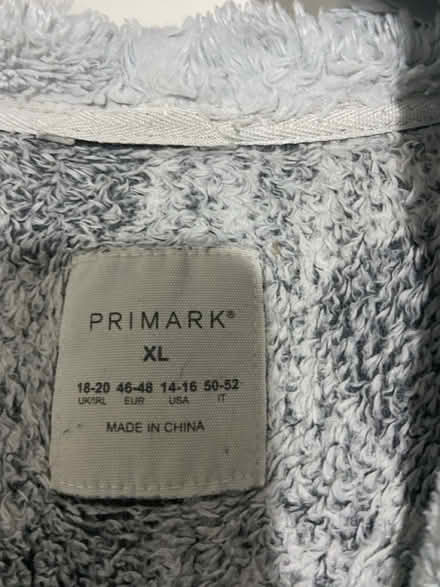 PRIMARK®
XL
18-20 46-48 14-16 50-52
UK/IRL EUR USA IT
MADE IN CHINA